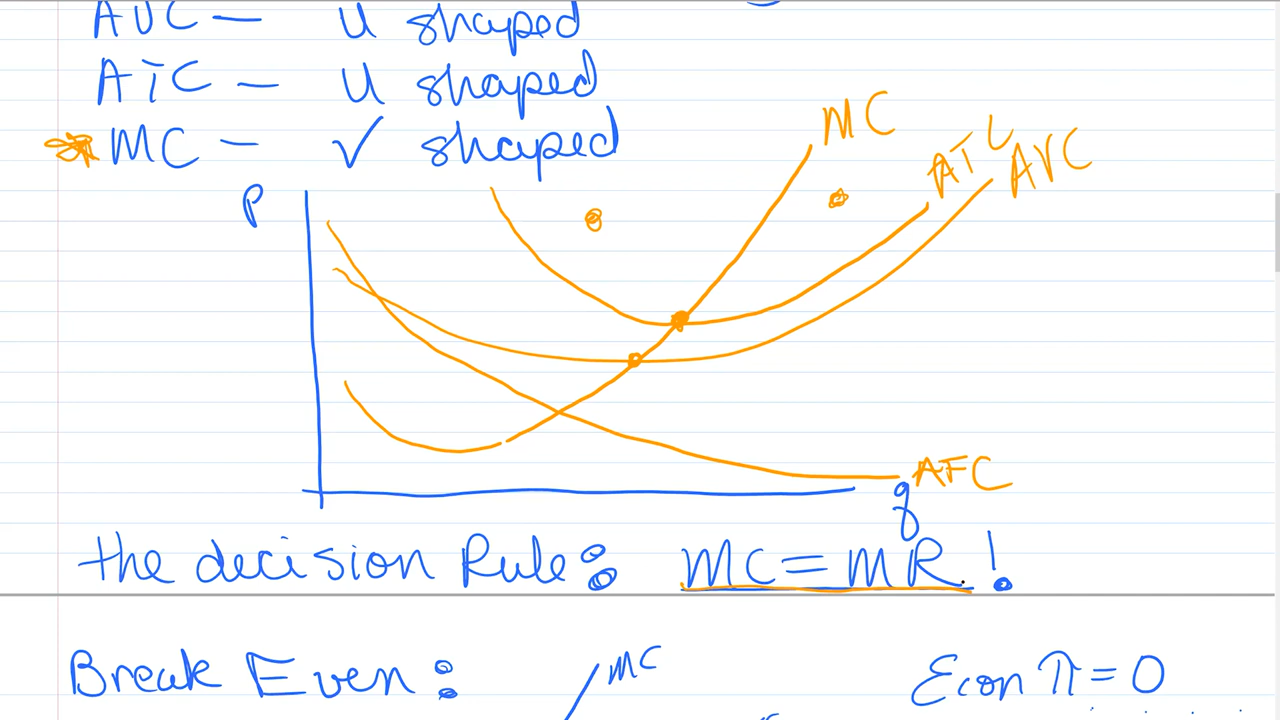 AVC — U shaped
ATC — U shaped
MC — √ shaped
MC
ATC
AVC
P
AFC
q
the decision Rule: MC = MR!
Break Even:
MC
Econ π = 0